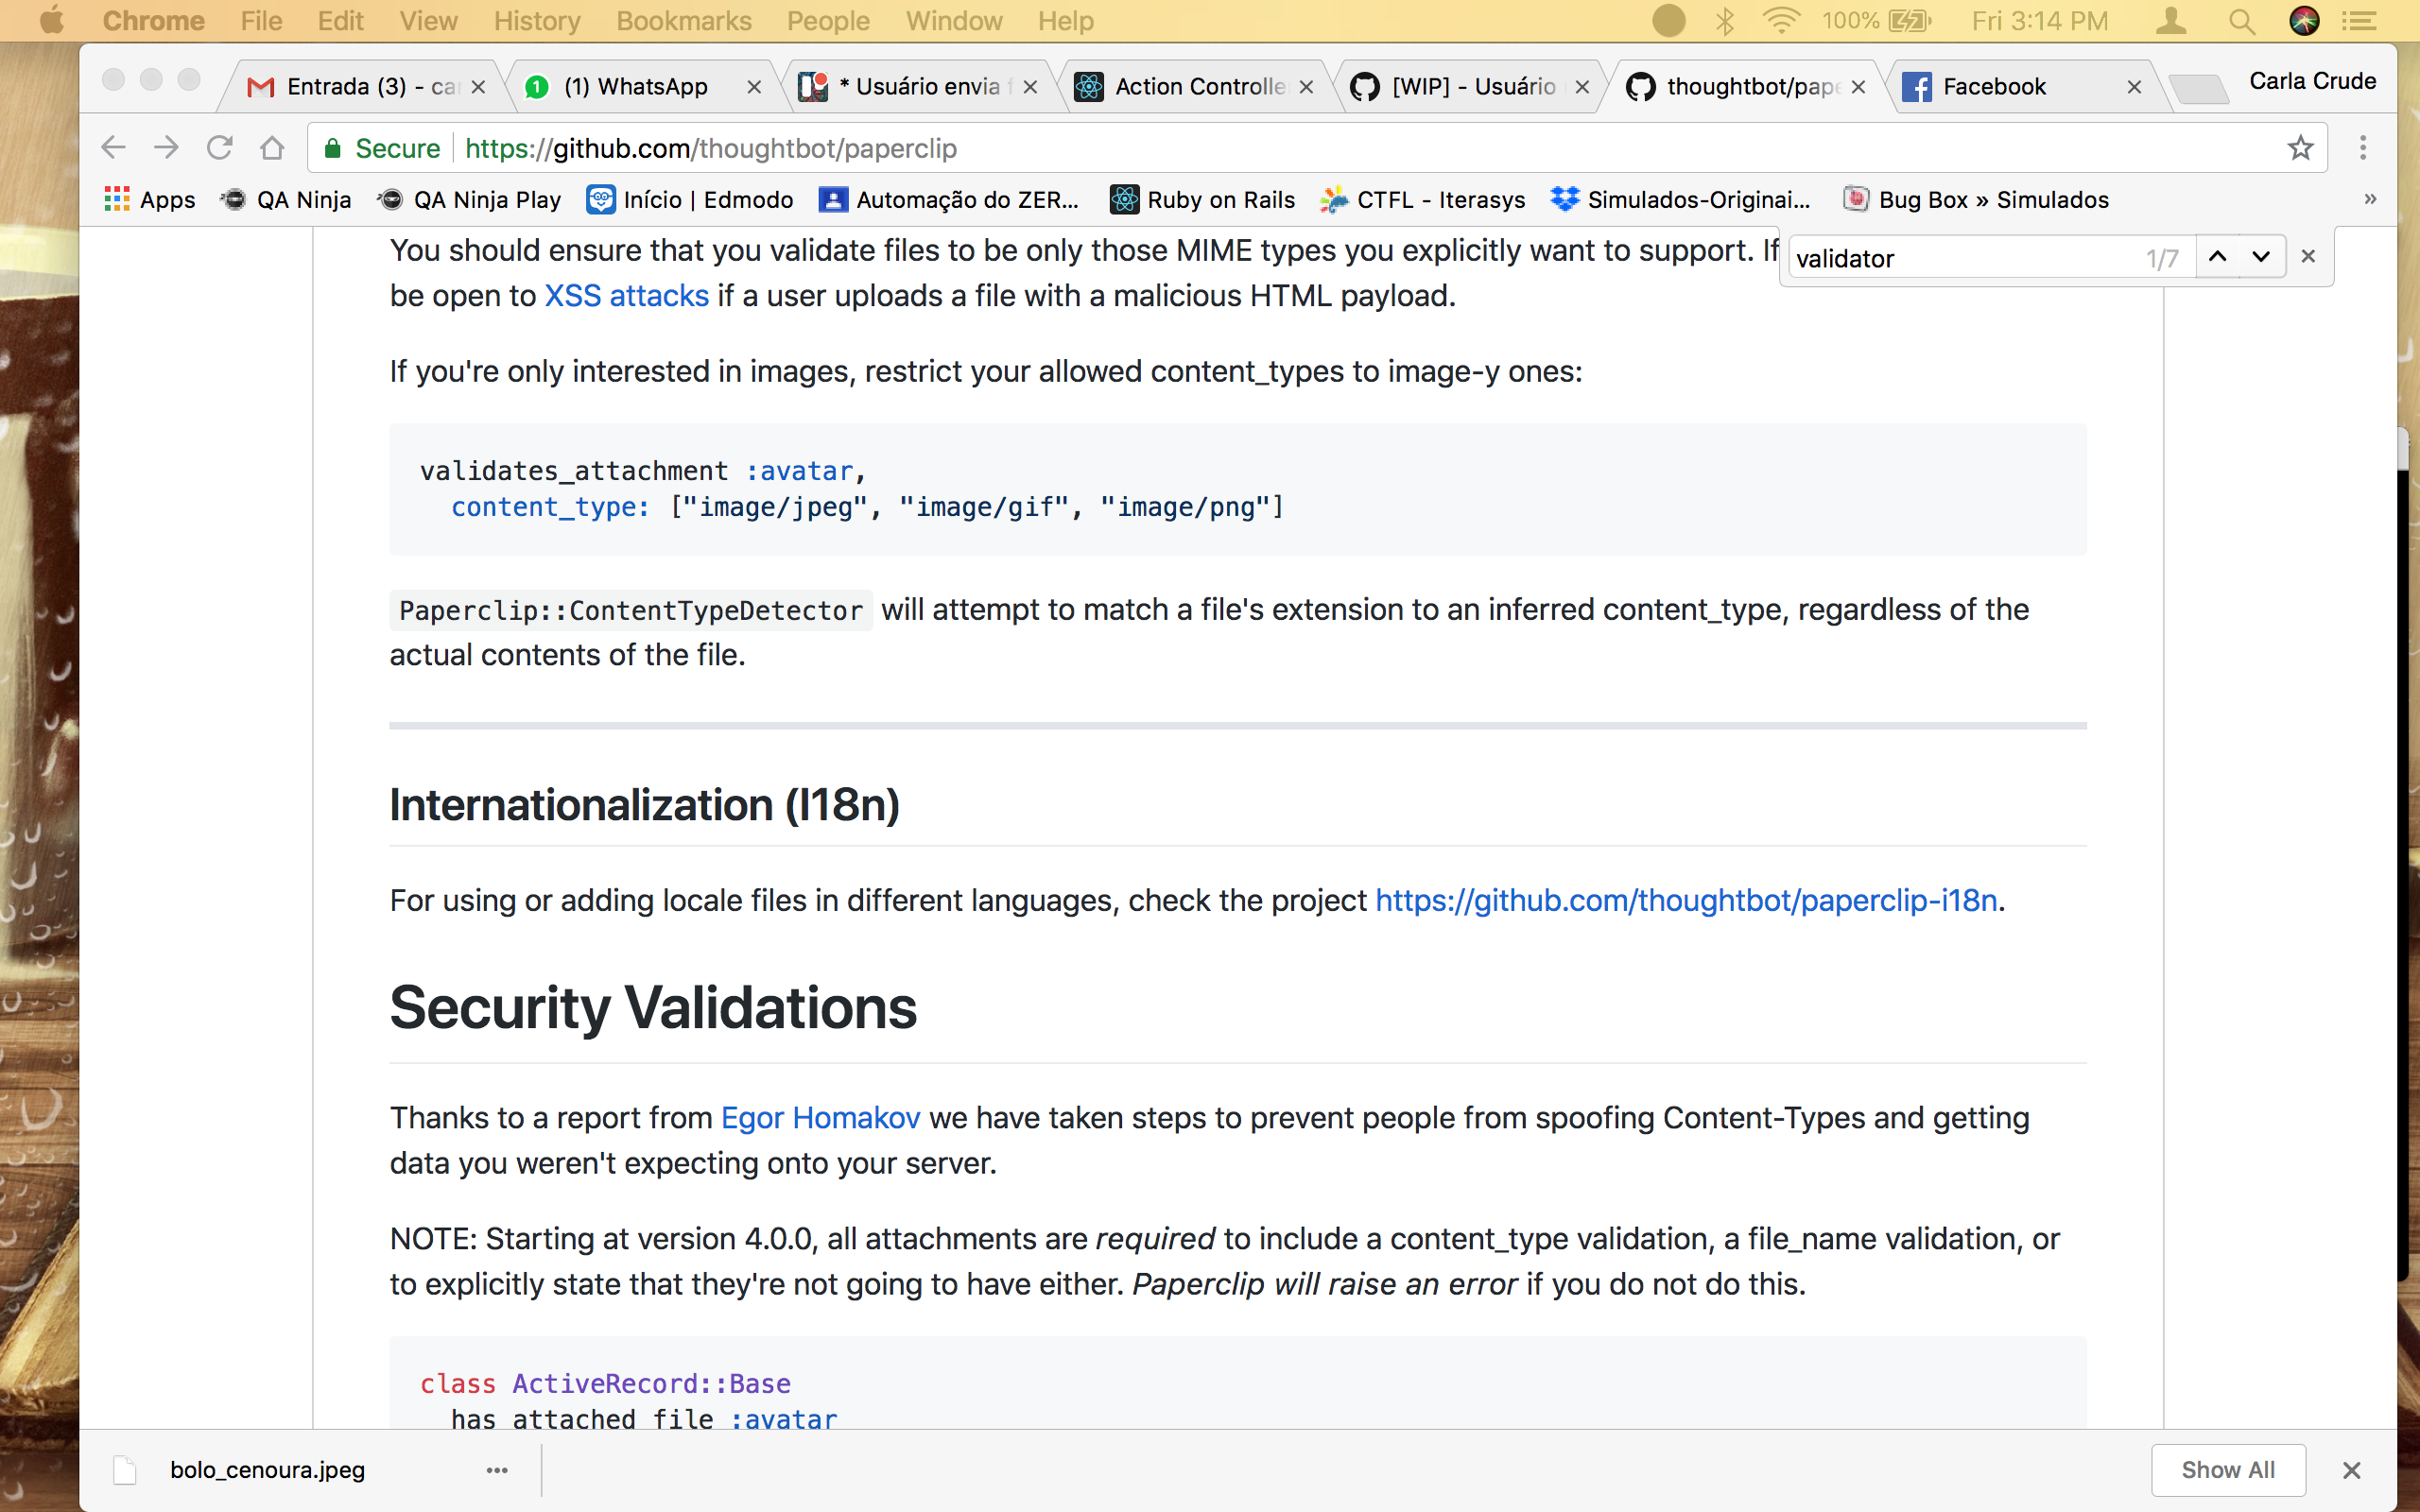 Chrome File Edit View History Bookmarks People Window Help 100% Fri 3:14 PM
Entrada (3) - ca 1 (1) WhatsApp * Usuário envia f Action Controlle [WIP] - Usuário thoughtbot/pape Facebook Carla Crude
Secure https://github.com/thoughtbot/paperclip
Apps QA Ninja QA Ninja Play Início | Edmodo Automação do ZER... Ruby on Rails CTFL - Iterasys Simulados-Originai... Bug Box » Simulados »
You should ensure that you validate files to be only those MIME types you explicitly want to support. If
validator 1/7
be open to XSS attacks if a user uploads a file with a malicious HTML payload.
If you're only interested in images, restrict your allowed content_types to image-y ones:
validates_attachment :avatar,
content_type: ["image/jpeg", "image/gif", "image/png"]
Paperclip::ContentTypeDetector will attempt to match a file's extension to an inferred content_type, regardless of the
actual contents of the file.
Internationalization (I18n)
For using or adding locale files in different languages, check the project https://github.com/thoughtbot/paperclip-i18n.
Security Validations
Thanks to a report from Egor Homakov we have taken steps to prevent people from spoofing Content-Types and getting
data you weren't expecting onto your server.
NOTE: Starting at version 4.0.0, all attachments are required to include a content_type validation, a file_name validation, or
to explicitly state that they're not going to have either. Paperclip will raise an error if you do not do this.
class ActiveRecord::Base
has_attached_file :avatar
bolo_cenoura.jpeg ••• Show All